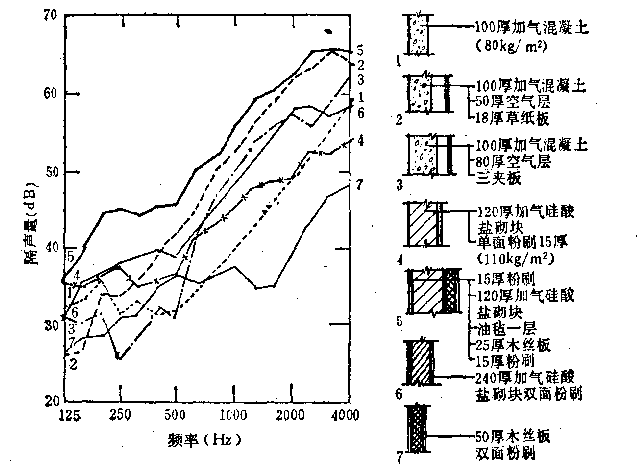 70
60
50
40
30
20
隔声量(dB)
125
250
500
1000
2000
4000
频率(Hz)
5
2
3
1
6
4
7
5
4
1
6
3
7
2
100厚加气混凝土
(80kg/m²)
1
100厚加气混凝土
50厚空气层
18厚草纸板
2
100厚加气混凝土
80厚空气层
三夹板
3
120厚加气硅酸
盐砌块
单面粉刷15厚
(110kg/m²)
4
15厚粉刷
120厚加气硅酸
盐砌块
油毡一层
25厚木丝板
15厚粉刷
5
240厚加气硅酸
盐砌块双面粉刷
6
50厚木丝板
双面粉刷
7